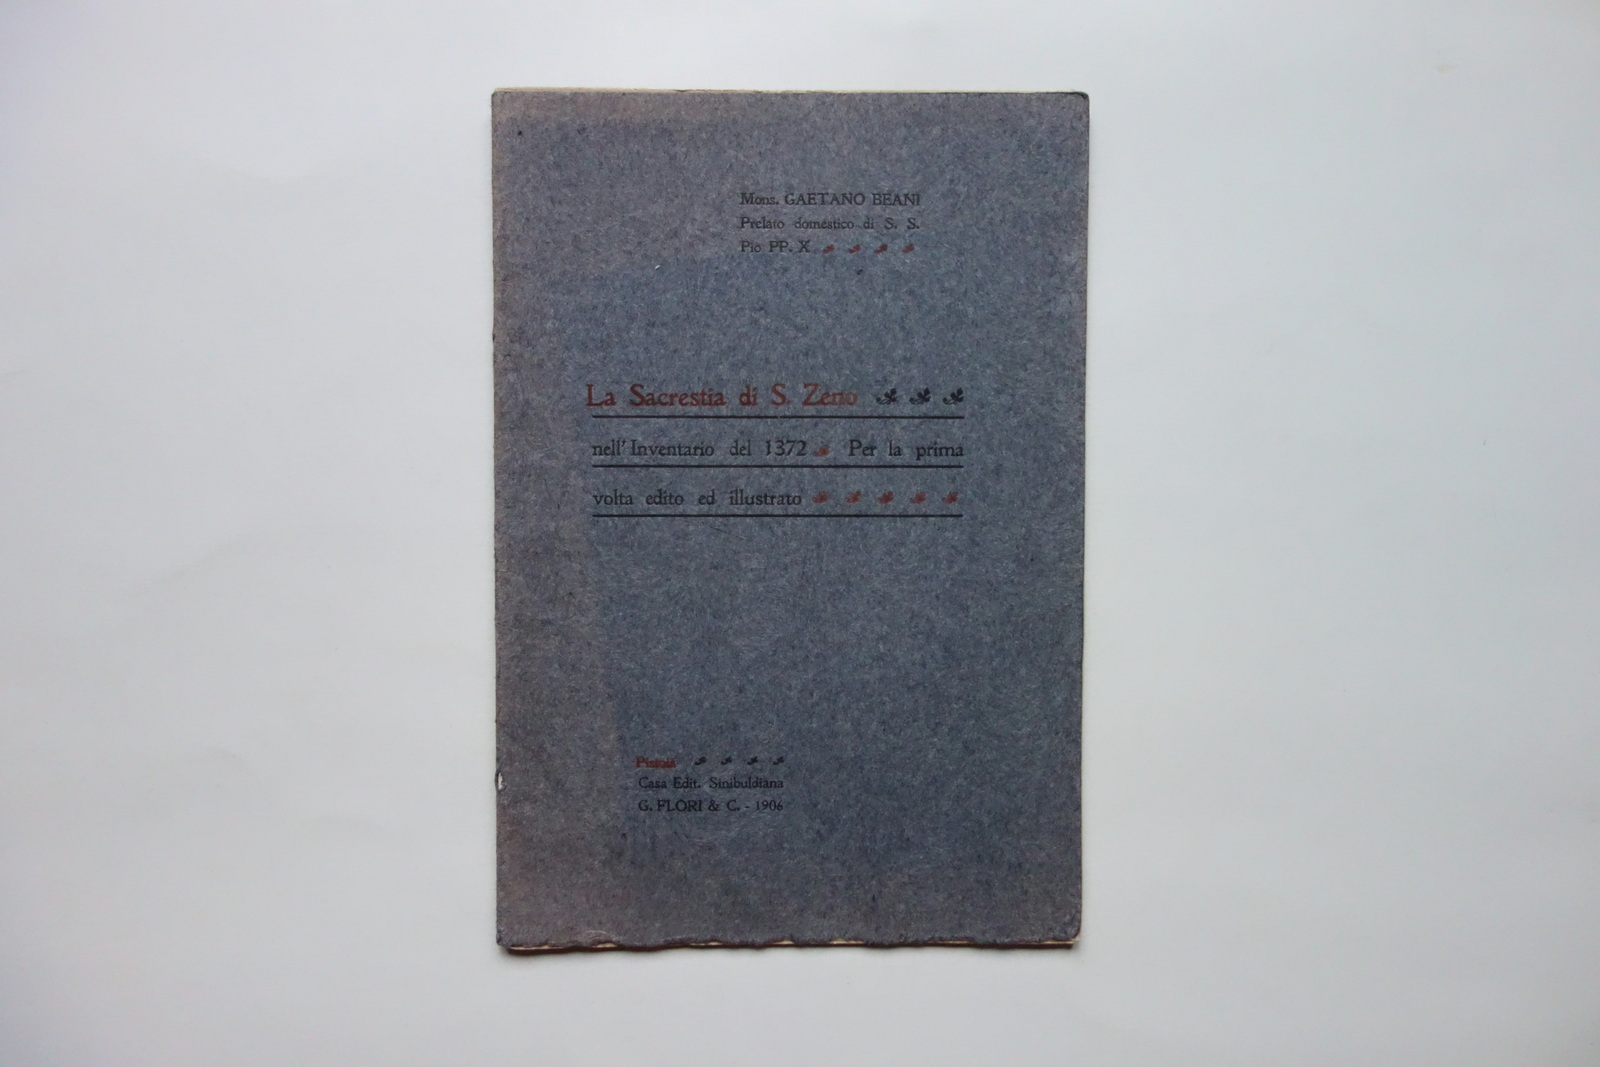 Mons. GAETANO BEANI
Prelato domestico di S. S.
Pio PP. X
La Sacrestia di S. Zeno
nell' Inventario del 1372 Per la prima
volta edito ed illustrato
Pistoia
Casa Edit. Sinibuldiana
G. FLORI & C. - 1906